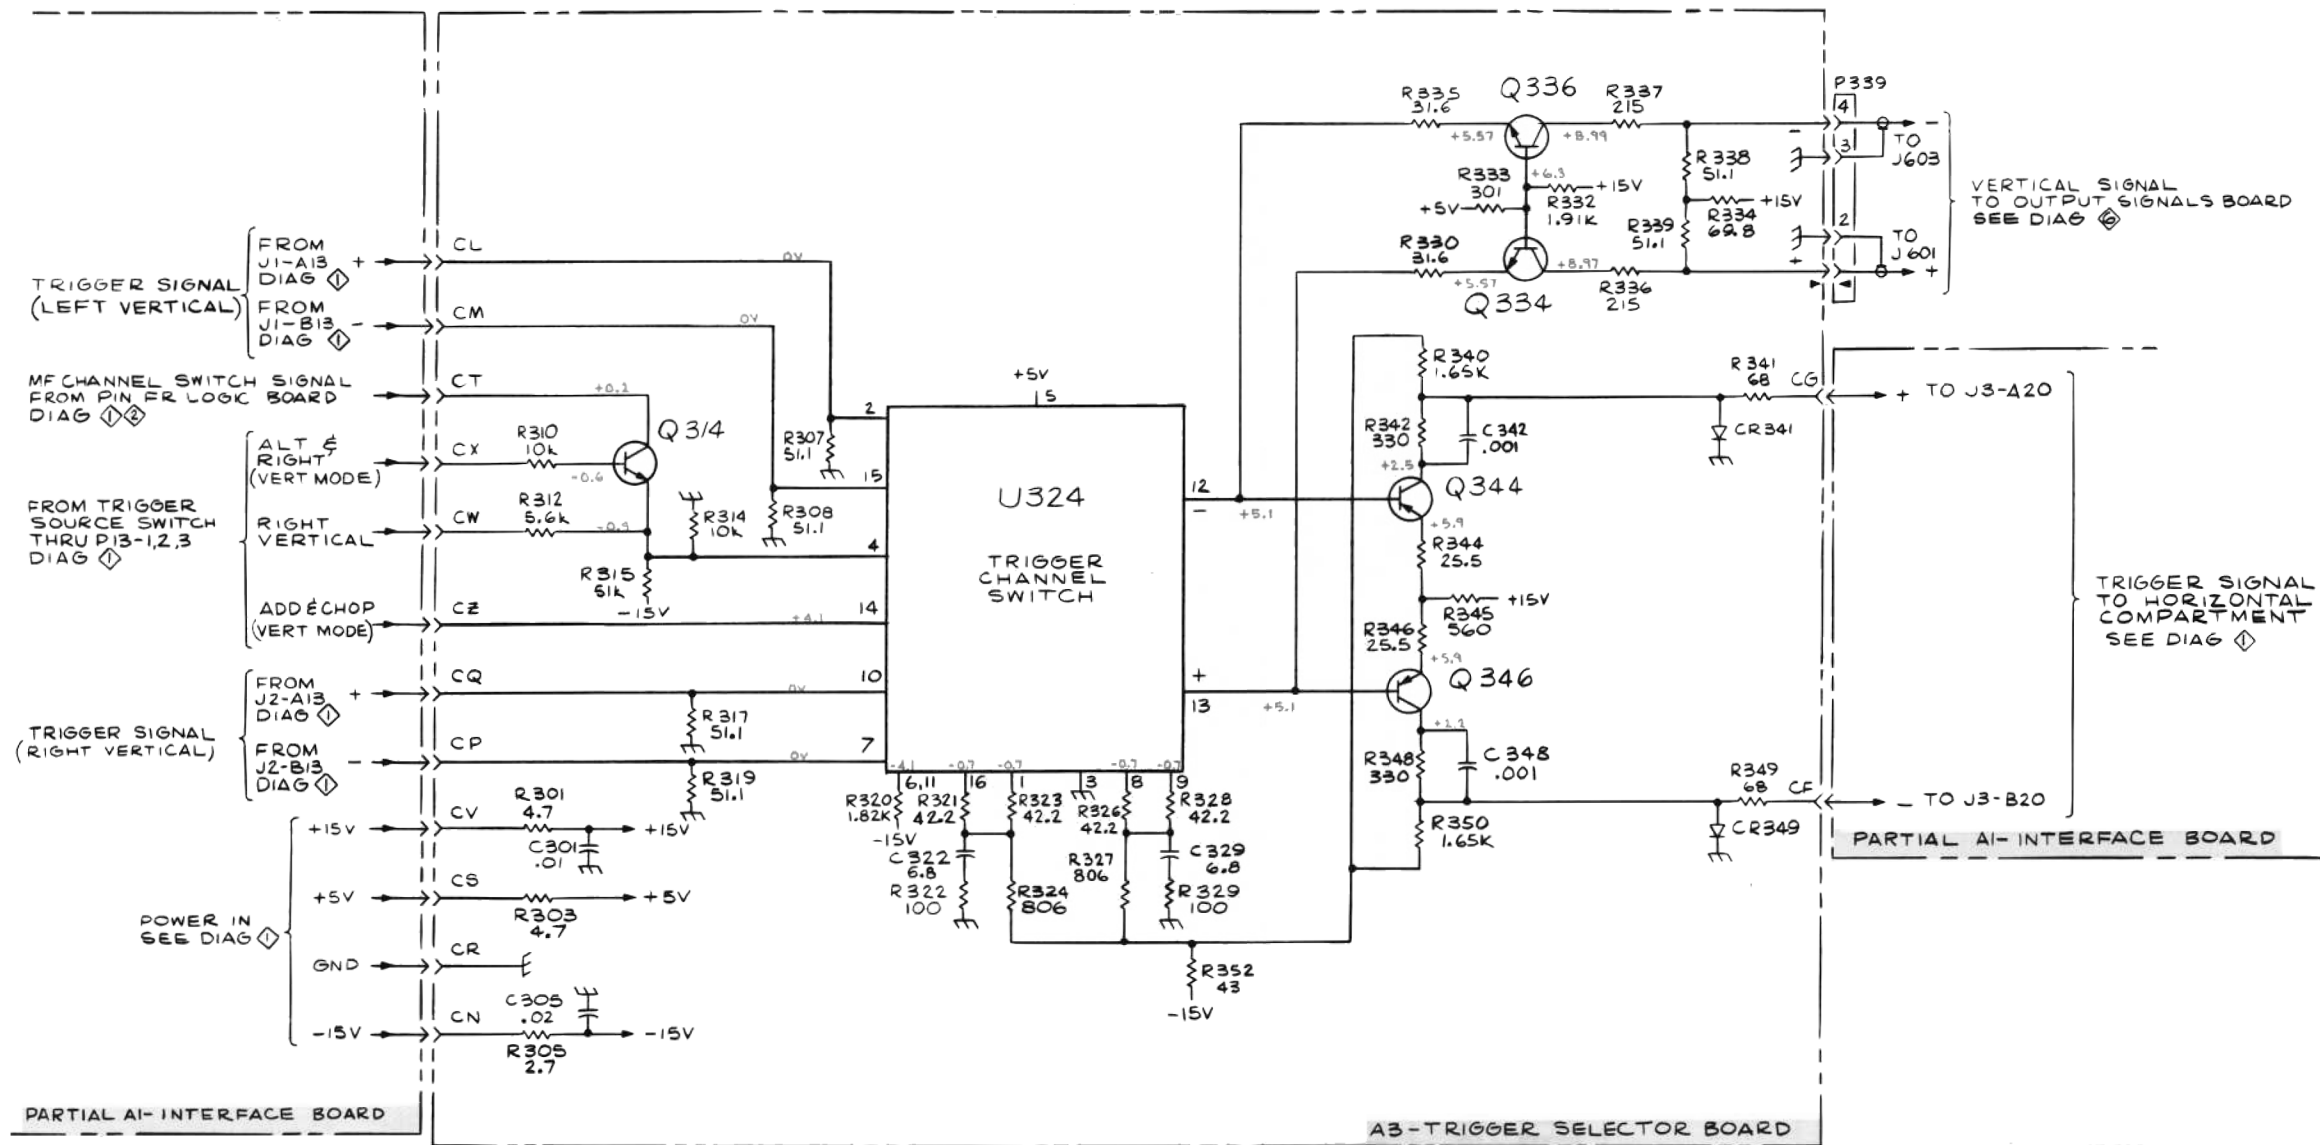 TRIGGER SIGNAL
(LEFT VERTICAL)
FROM
J1-A13
DIAG 1
+
CL
0V
FROM
J1-B13
DIAG 1
-
CM
0V
MF CHANNEL SWITCH SIGNAL
FROM PIN FR LOGIC BOARD
DIAG 1 2
CT
+0.2
FROM TRIGGER
SOURCE SWITCH
THRU P13-1,2,3
DIAG 1
ALT &
RIGHT
(VERT MODE)
CX
R310
10k
-0.6
Q314
RIGHT
VERTICAL
CW
R312
5.6k
R314
10k
R315
51k
-15V
ADD & CHOP
(VERT MODE)
CZ
+4.1
R307
51.1
R308
51.1
TRIGGER SIGNAL
(RIGHT VERTICAL)
FROM
J2-A13
DIAG 1
+
CQ
0V
R317
51.1
FROM
J2-B13
DIAG 1
-
CP
0V
R319
51.1
POWER IN
SEE DIAG 1
+15V
CV
R301
4.7
+15V
C301
.01
+5V
CS
R303
4.7
+5V
GND
CR
-15V
CN
C305
.02
R305
2.7
-15V
PARTIAL A1-INTERFACE BOARD
+5V
5
2
15
4
14
10
7
U324
TRIGGER
CHANNEL
SWITCH
12
-
+5.1
+
13
+5.1
-4.1
-0.7
-0.7
-0.7
-0.7
6,11
16
1
3
8
9
R320
1.82K
-15V
R321
42.2
R323
42.2
R326
42.2
R328
42.2
C322
6.8
R322
100
R324
806
R327
806
C329
6.8
R329
100
R352
43
-15V
R335
31.6
+5.57
Q336
+8.99
R337
215
R333
301
+5V
+6.3
R332
1.91K
+15V
R330
31.6
+5.57
Q334
+8.97
R336
215
R338
51.1
R339
51.1
R334
69.8
+15V
P339
4
-
3
2
+
-
TO
J603
TO
J601
+
VERTICAL SIGNAL
TO OUTPUT SIGNALS BOARD
SEE DIAG 6
R340
1.65K
R342
330
C342
.001
+2.5
Q344
+5.9
R344
25.5
R345
560
+15V
R346
25.5
+5.9
Q346
+2.2
R348
330
C348
.001
R350
1.65K
R341
68
CG
CR341
+ TO J3-A20
R349
68
CF
CR349
- TO J3-B20
TRIGGER SIGNAL
TO HORIZONTAL
COMPARTMENT
SEE DIAG 1
PARTIAL A1-INTERFACE BOARD
A3-TRIGGER SELECTOR BOARD